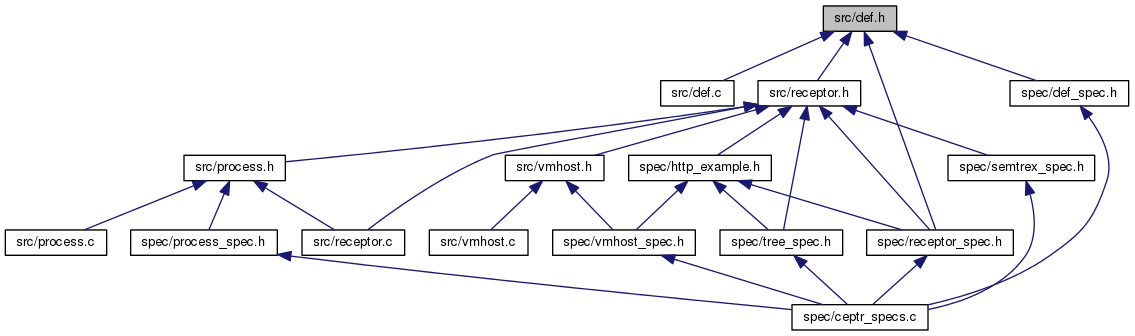 src/def.h
src/def.c
src/receptor.h
spec/def_spec.h
src/process.h
src/vmhost.h
spec/http_example.h
spec/semtrex_spec.h
src/process.c
spec/process_spec.h
src/receptor.c
src/vmhost.c
spec/vmhost_spec.h
spec/tree_spec.h
spec/receptor_spec.h
spec/ceptr_specs.c